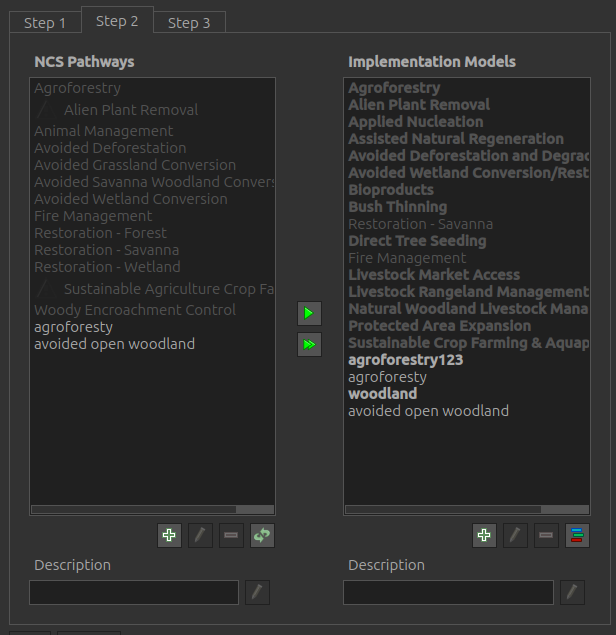 Step 1
Step 2
Step 3
NCS Pathways
Agroforestry
Alien Plant Removal
Animal Management
Avoided Deforestation
Avoided Grassland Conversion
Avoided Savanna Woodland Convers
Avoided Wetland Conversion
Fire Management
Restoration - Forest
Restoration - Savanna
Restoration - Wetland
Sustainable Agriculture Crop Fa
Woody Encroachment Control
agroforesty
avoided open woodland
Description
Implementation Models
Agroforestry
Alien Plant Removal
Applied Nucleation
Assisted Natural Regeneration
Avoided Deforestation and Degrad
Avoided Wetland Conversion/Rest
Bioproducts
Bush Thinning
Restoration - Savanna
Direct Tree Seeding
Fire Management
Livestock Market Access
Livestock Rangeland Management
Natural Woodland Livestock Mana
Protected Area Expansion
Sustainable Crop Farming & Aquap
agroforestry123
agroforesty
woodland
avoided open woodland
Description